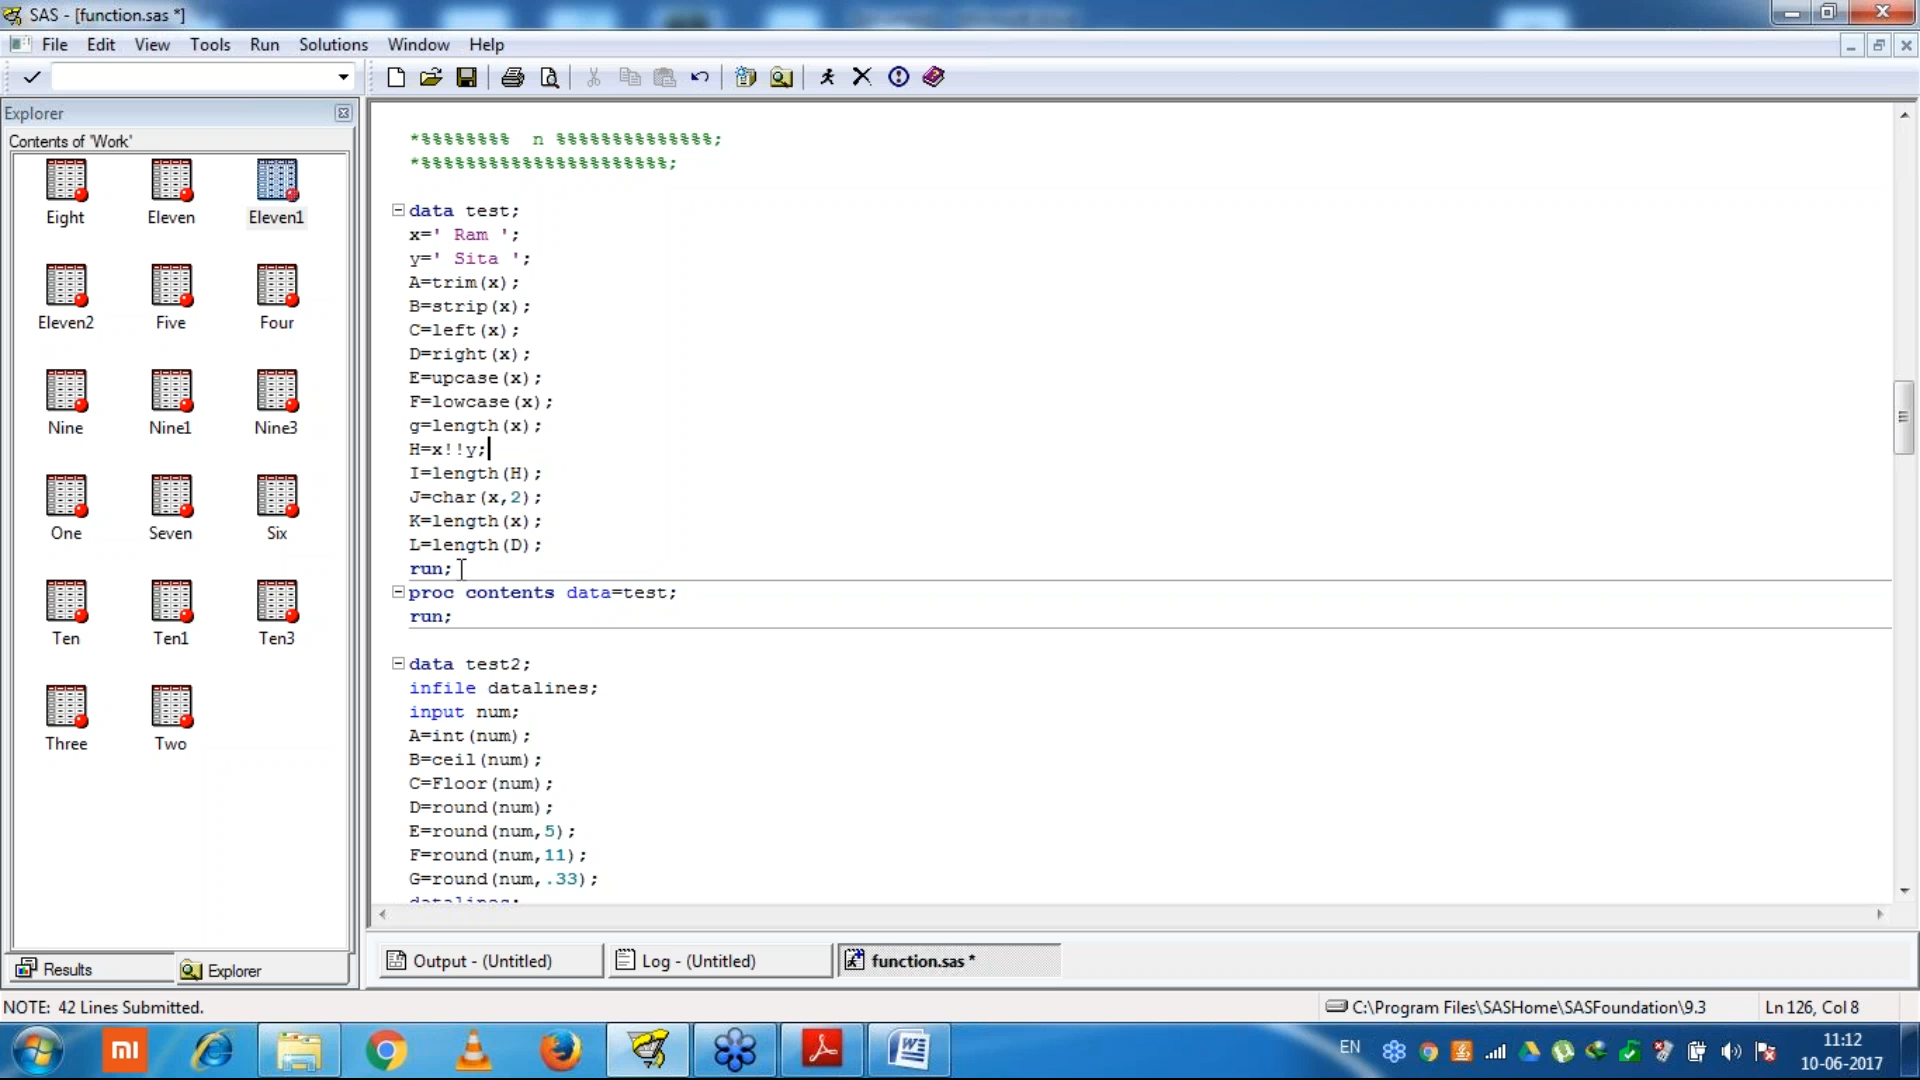 SAS - [function.sas *]
File Edit View Tools Run Solutions Window Help
Explorer
Contents of 'Work'
Eight Eleven Eleven1
Eleven2 Five Four
Nine Nine1 Nine3
One Seven Six
Ten Ten1 Ten3
Three Two
*%%%%%%%% n %%%%%%%%%%%%%%;
*%%%%%%%%%%%%%%%%%%%%%%;
data test;
x=' Ram ';
y=' Sita ';
A=trim(x);
B=strip(x);
C=left(x);
D=right(x);
E=upcase(x);
F=lowcase(x);
g=length(x);
H=x!!y;
I=length(H);
J=char(x,2);
K=length(x);
L=length(D);
run;
proc contents data=test;
run;
data test2;
infile datalines;
input num;
A=int(num);
B=ceil(num);
C=Floor(num);
D=round(num);
E=round(num,5);
F=round(num,11);
G=round(num,.33);
datalines;
Results Explorer
Output - (Untitled) Log - (Untitled) function.sas *
NOTE: 42 Lines Submitted. C:\Program Files\SASHome\SASFoundation\9.3 Ln 126, Col 8
mi
EN
11:12
10-06-2017